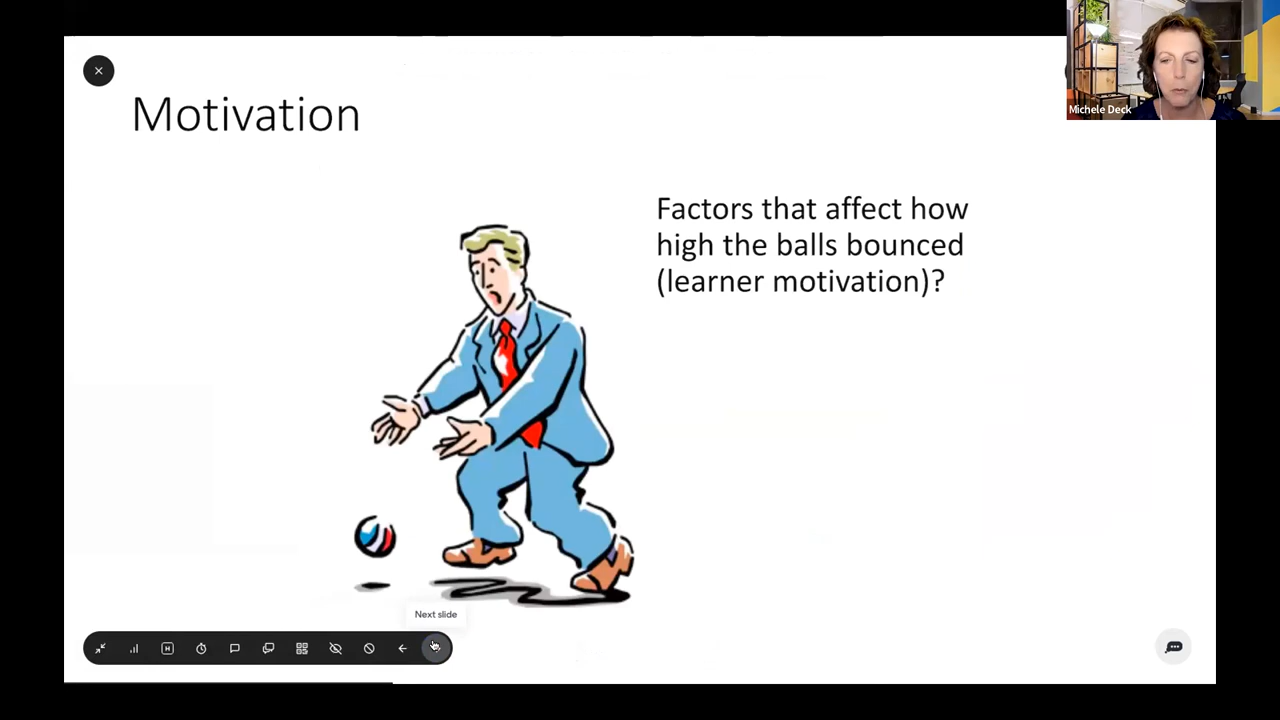 Motivation
Michele Deck
Factors that affect how
high the balls bounced
(learner motivation)?
Next slide
H